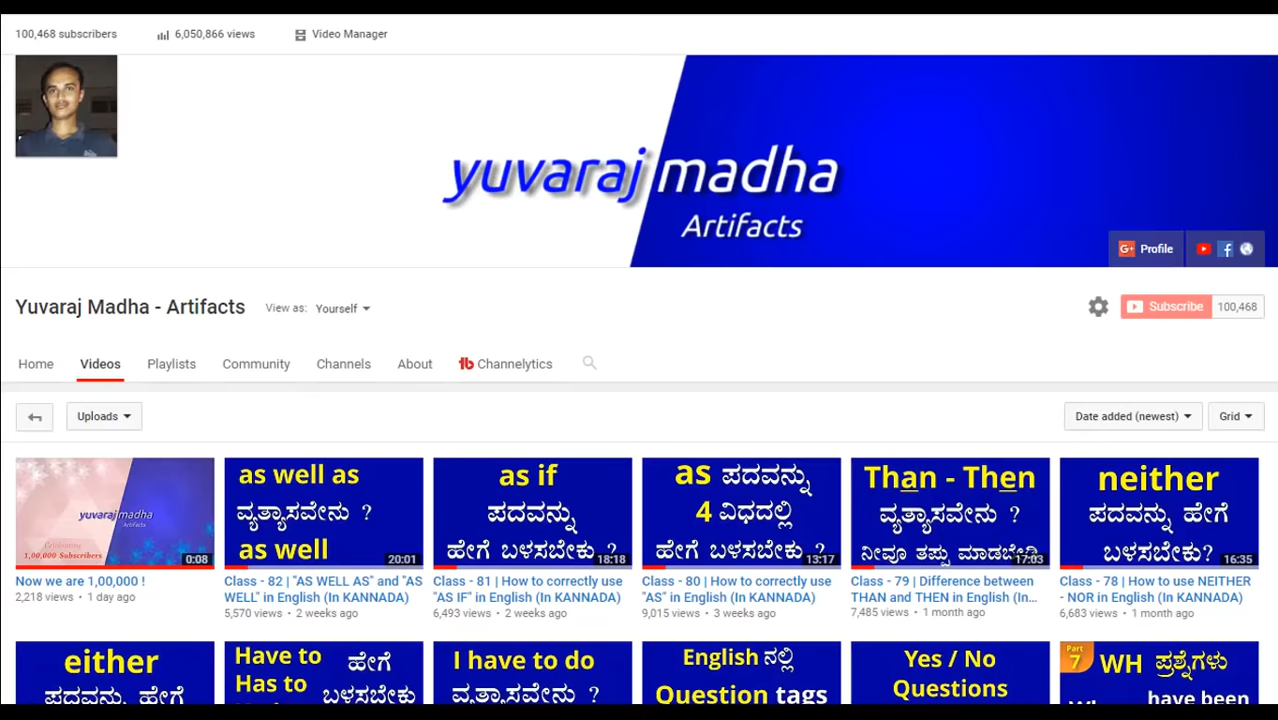 100,468 subscribers 6,050,866 views Video Manager
yuvaraj madha
Artifacts
Profile
Yuvaraj Madha - Artifacts View as: Yourself
Subscribe 100,468
Home Videos Playlists Community Channels About Channelytics
Uploads Date added (newest) Grid
yuvaraj madha
Artifacts
Celebrating
1,00,000 Subscribers
0:08
Now we are 1,00,000 !
2,218 views • 1 day ago
as well as
ವ್ಯತ್ಯಾಸವೇನು ?
as well
20:01
Class - 82 | "AS WELL AS" and "AS
WELL" in English (In KANNADA)
5,570 views • 2 weeks ago
as if
ಪದವನ್ನು
ಹೇಗೆ ಬಳಸಬೇಕು ?
18:18
Class - 81 | How to correctly use
"AS IF" in English (In KANNADA)
6,493 views • 2 weeks ago
as ಪದವನ್ನು
4 ವಿಧದಲ್ಲಿ
ಹೇಗೆ ಬಳಸಬೇಕು ?
13:17
Class - 80 | How to correctly use
"AS" in English (In KANNADA)
9,015 views • 3 weeks ago
Than - Then
ವ್ಯತ್ಯಾಸವೇನು ?
ನೀವೂ ತಪ್ಪು ಮಾಡಬೇಡಿ
17:03
Class - 79 | Difference between
THAN and THEN in English (In...
7,485 views • 1 month ago
neither
ಪದವನ್ನು ಹೇಗೆ
ಬಳಸಬೇಕು?
16:35
Class - 78 | How to use NEITHER
- NOR in English (In KANNADA)
6,683 views • 1 month ago
either
ಪದವನ್ನು ಹೇಗೆ
Have to ಹೇಗೆ
Has to ಬಳಸಬೇಕು
I have to do
ವ್ಯತ್ಯಾಸವೇನು ?
English ನಲ್ಲಿ
Question tags
Yes / No
Questions
Part
7
WH ಪ್ರಶ್ನೆಗಳು
have been